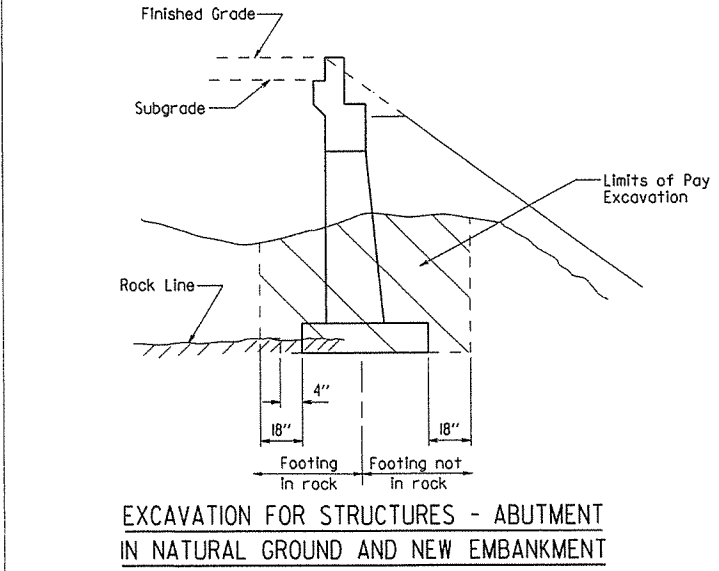 Finished Grade
Subgrade
Limits of Pay
Excavation
Rock Line
4"
18"
18"
Footing
in rock
Footing not
in rock
EXCAVATION FOR STRUCTURES - ABUTMENT
IN NATURAL GROUND AND NEW EMBANKMENT